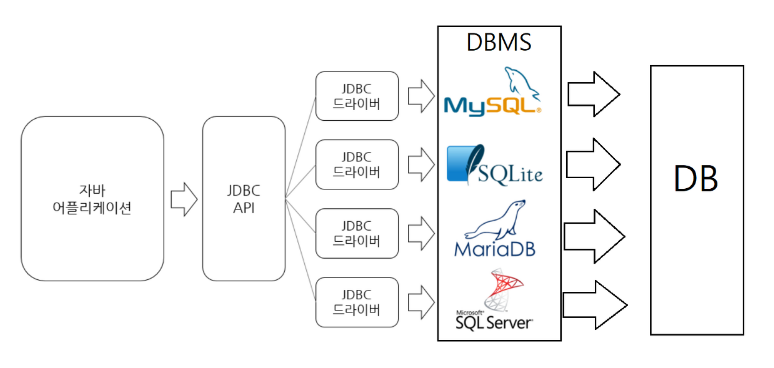 자바
어플리케이션
JDBC
API
JDBC
드라이버
JDBC
드라이버
JDBC
드라이버
JDBC
드라이버
DBMS
MySQL®
SQLite
MariaDB
Microsoft®
SQL Server®
DB